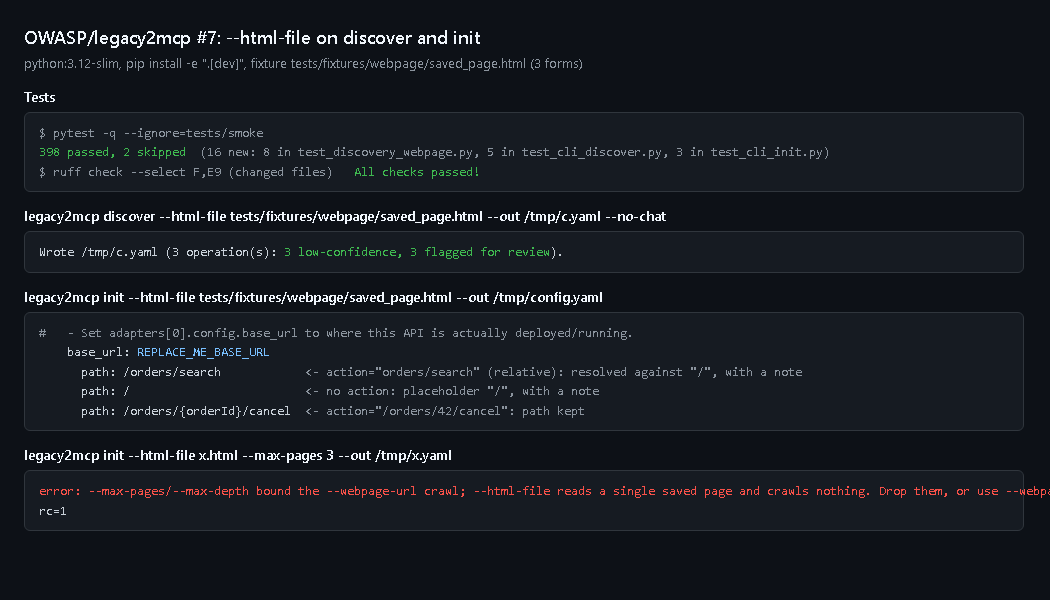 OWASP/legacy2mcp #7: --html-file on discover and init
python:3.12-slim, pip install -e ".[dev]", fixture tests/fixtures/webpage/saved_page.html (3 forms)
Tests
$ pytest -q --ignore=tests/smoke
398 passed, 2 skipped  (16 new: 8 in test_discovery_webpage.py, 5 in test_cli_discover.py, 3 in test_cli_init.py)
$ ruff check --select F,E9 (changed files)   All checks passed!
legacy2mcp discover --html-file tests/fixtures/webpage/saved_page.html --out /tmp/c.yaml --no-chat
Wrote /tmp/c.yaml (3 operation(s): 3 low-confidence, 3 flagged for review).
legacy2mcp init --html-file tests/fixtures/webpage/saved_page.html --out /tmp/config.yaml
#   - Set adapters[0].config.base_url to where this API is actually deployed/running.
base_url: REPLACE_ME_BASE_URL
path: /orders/search           <- action="orders/search" (relative): resolved against "/", with a note
path: /                        <- no action: placeholder "/", with a note
path: /orders/{orderId}/cancel  <- action="/orders/42/cancel": path kept
legacy2mcp init --html-file x.html --max-pages 3 --out /tmp/x.yaml
error: --max-pages/--max-depth bound the --webpage-url crawl; --html-file reads a single saved page and crawls nothing. Drop them, or use --webpa
rc=1